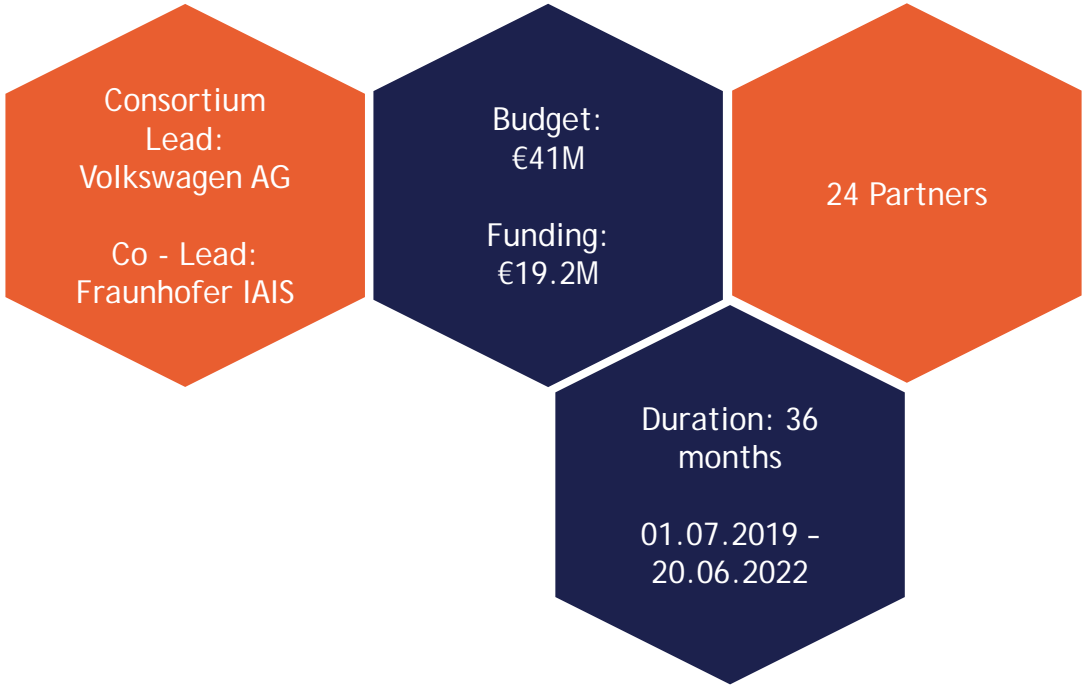 Consortium
Lead:
Volkswagen AG
Co - Lead:
Fraunhofer IAIS
Budget:
€41M
Funding:
€19.2M
24 Partners
Duration: 36
months
01.07.2019 –
20.06.2022